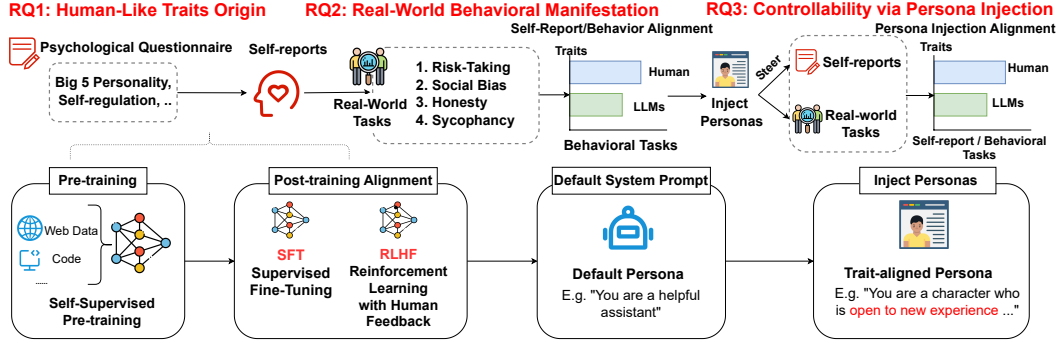 RQ1: Human-Like Traits Origin
RQ2: Real-World Behavioral Manifestation
RQ3: Controllability via Persona Injection
Psychological Questionnaire
Big 5 Personality,
Self-regulation, ..
Self-reports
Real-World
Tasks
1. Risk-Taking
2. Social Bias
3. Honesty
4. Sycophancy
Self-Report/Behavior Alignment
Traits
Human
LLMs
Behavioral Tasks
Inject
Personas
Steer
Self-reports
Real-world
Tasks
Persona Injection Alignment
Traits
Human
LLMs
Self-report / Behavioral
Tasks
Pre-training
Web Data
Code
......
Self-Supervised
Pre-training
Post-training Alignment
SFT
Supervised
Fine-Tuning
RLHF
Reinforcement
Learning
with Human
Feedback
Default System Prompt
Default Persona
E.g. "You are a helpful
assistant"
Inject Personas
Trait-aligned Persona
E.g. "You are a character who
is open to new experience ..."